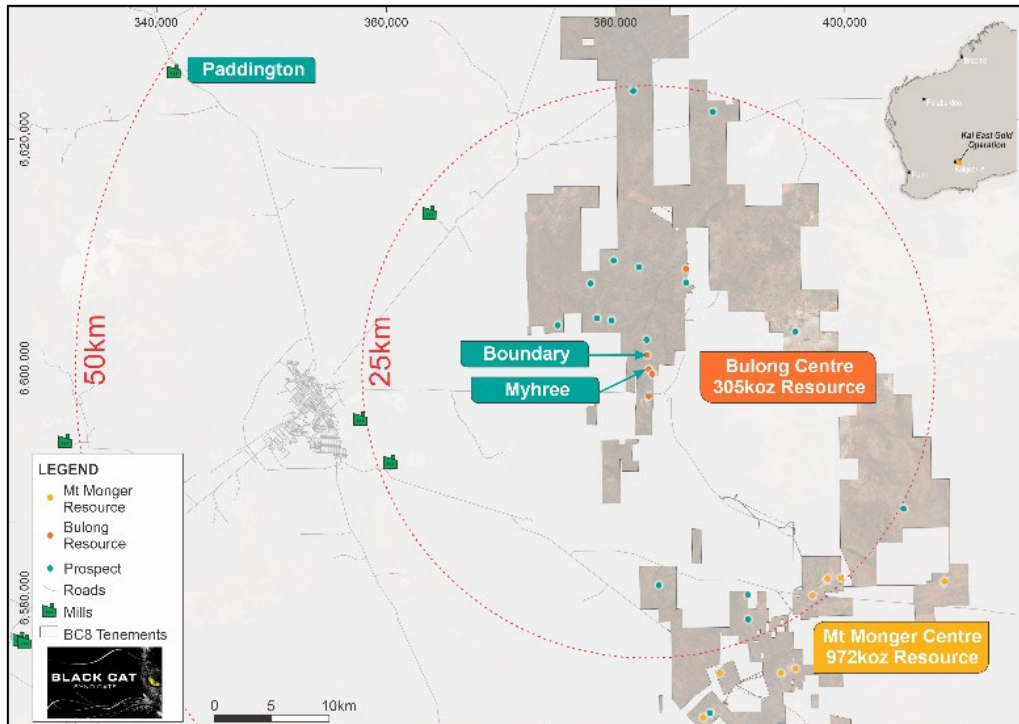 340,000
360,000
380,000
400,000
6,620,000
6,600,000
6,580,000
Paddington
Kal East Gold
Operation
50km
25km
Boundary
Myhree
Bulong Centre
305koz Resource
Mt Monger Centre
972koz Resource
LEGEND
Mt Monger
Resource
Bulong
Resource
Prospect
Roads
Mills
BC8 Tenements
BLACK CAT
SYNDICATE
0 5 10km